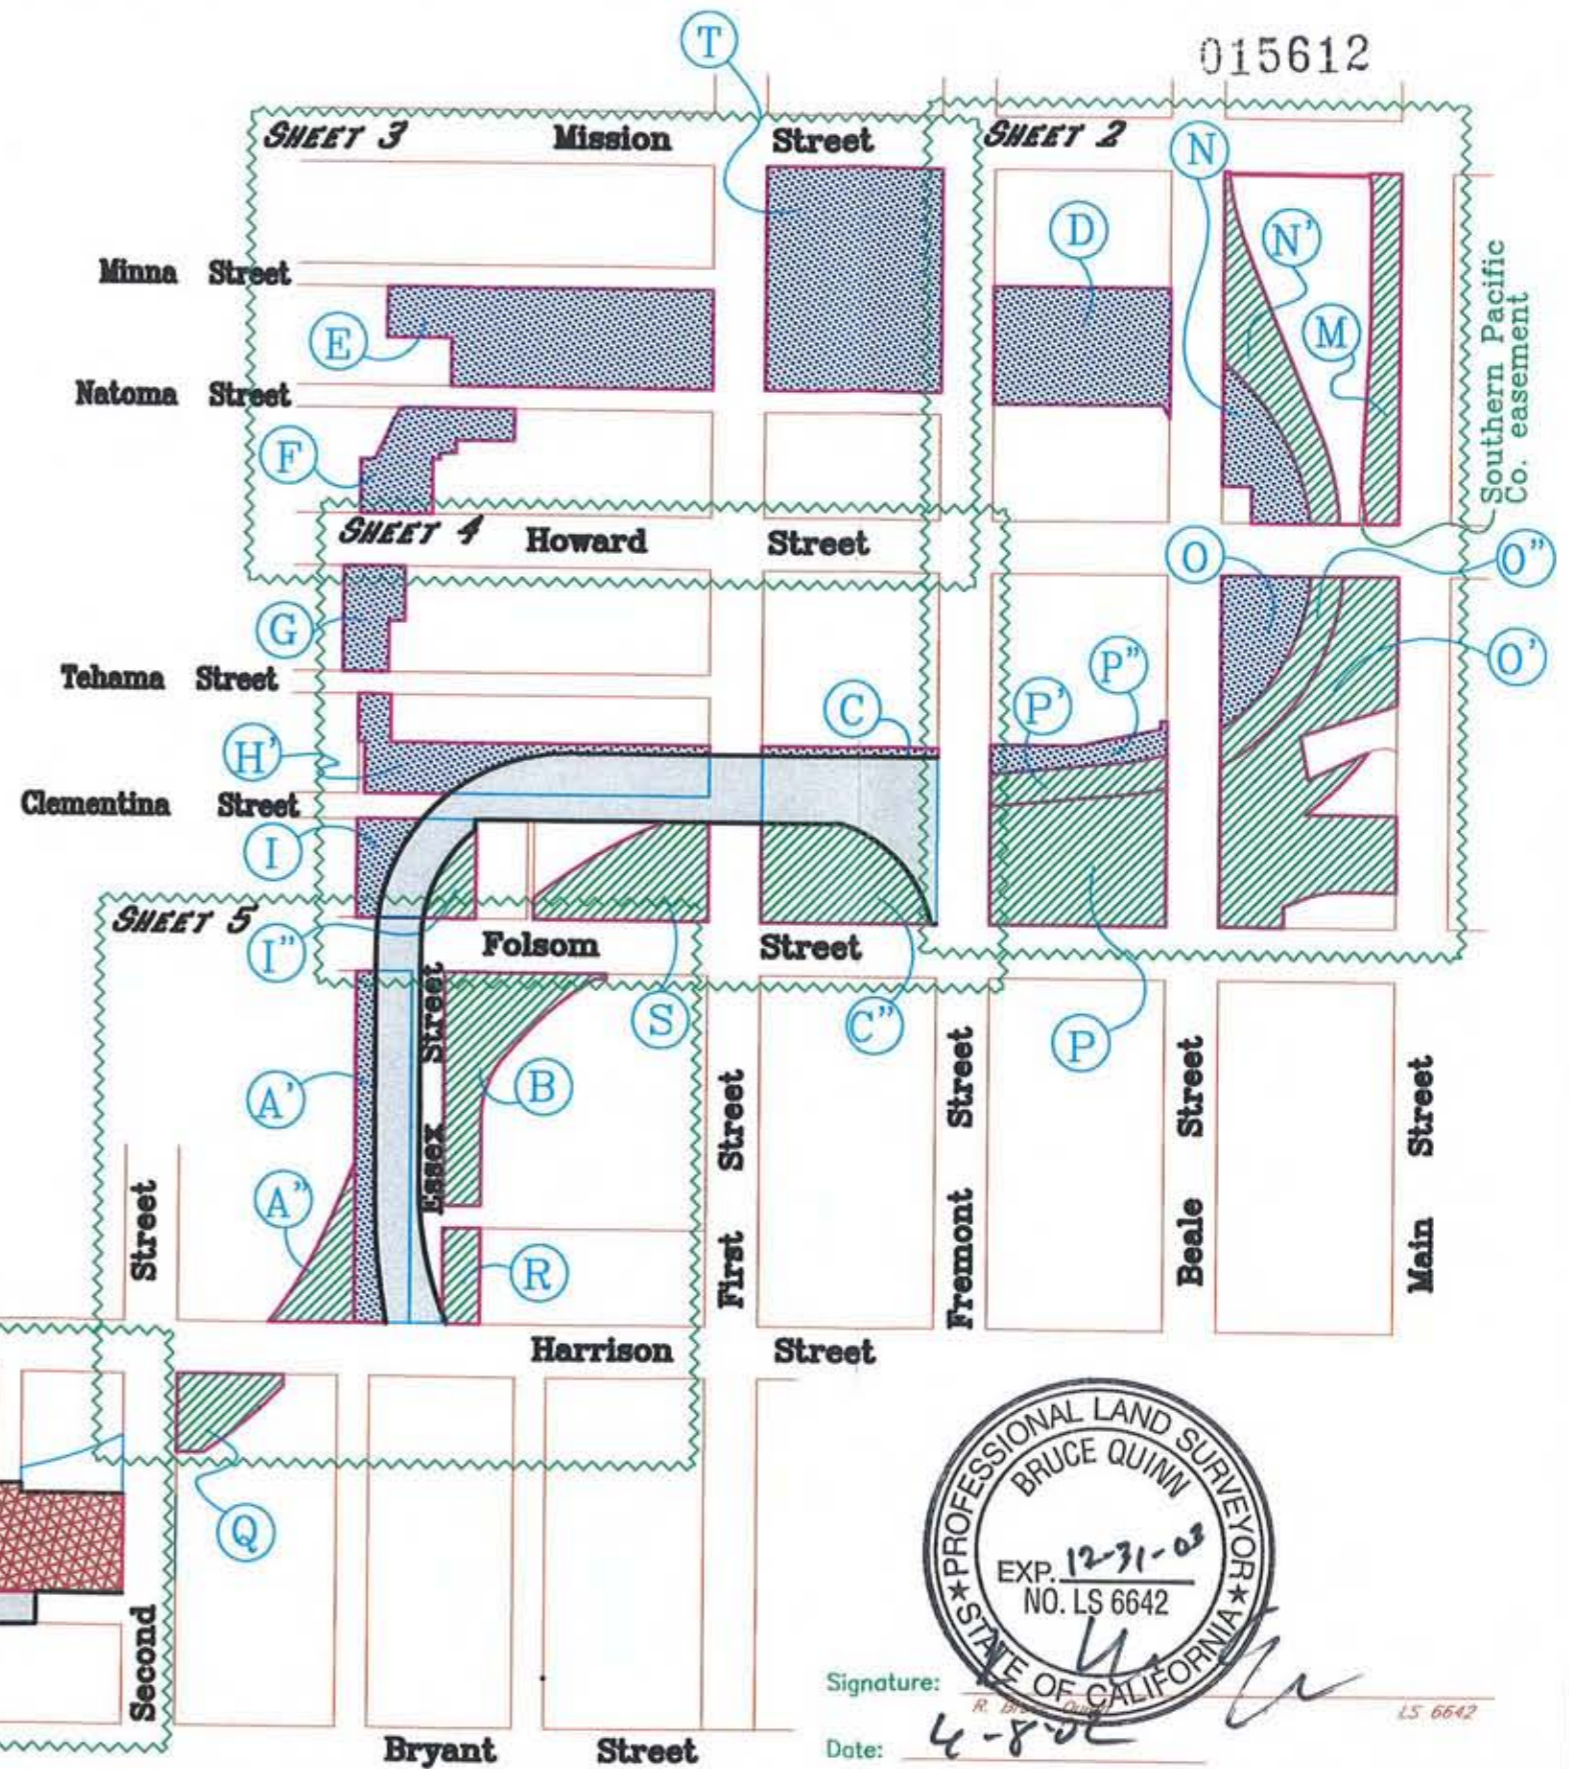 015612
T
SHEET 3
Mission Street
SHEET 2
N
D
N'
Minna Street
E
M
Southern Pacific
Co. easement
Natoma Street
F
SHEET 4
Howard Street
O
O"
G
O'
Tehama Street
P"
P'
C
H'
Clementina Street
I
SHEET 5
I"
Folsom Street
S
C"
P
A'
B
A"
R
Essex Street
First Street
Fremont Street
Beale Street
Main Street
Second Street
Harrison Street
Q
PROFESSIONAL LAND SURVEYOR
BRUCE QUINN
EXP. 12-31-03
NO. LS 6642
STATE OF CALIFORNIA
Signature:
LS 6642
Date: 4-8-02
Bryant Street